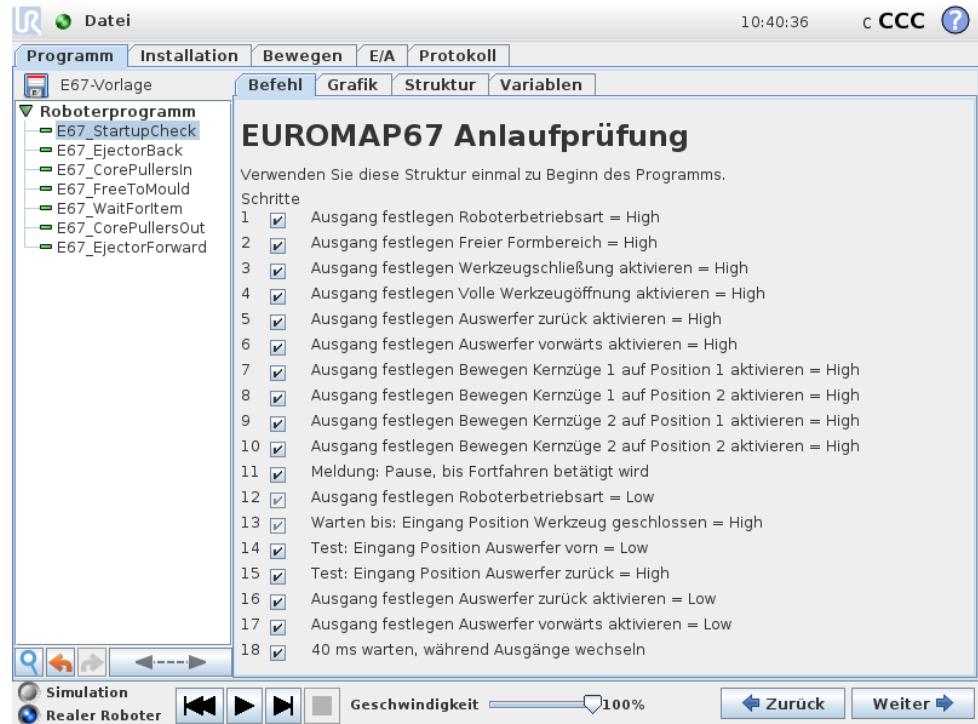 UR Datei 10:40:36 c CCC ?
Programm Installation Bewegen E/A Protokoll
E67-Vorlage
Befehl Grafik Struktur Variablen
Roboterprogramm
E67_StartupCheck
E67_EjectorBack
E67_CorePullersIn
E67_FreeToMould
E67_WaitForItem
E67_CorePullersOut
E67_EjectorForward
EUROMAP67 Anlaufprüfung
Verwenden Sie diese Struktur einmal zu Beginn des Programms.
Schritte
1 Ausgang festlegen Roboterbetriebsart = High
2 Ausgang festlegen Freier Formbereich = High
3 Ausgang festlegen Werkzeugschließung aktivieren = High
4 Ausgang festlegen Volle Werkzeugöffnung aktivieren = High
5 Ausgang festlegen Auswerfer zurück aktivieren = High
6 Ausgang festlegen Auswerfer vorwärts aktivieren = High
7 Ausgang festlegen Bewegen Kernzüge 1 auf Position 1 aktivieren = High
8 Ausgang festlegen Bewegen Kernzüge 1 auf Position 2 aktivieren = High
9 Ausgang festlegen Bewegen Kernzüge 2 auf Position 1 aktivieren = High
10 Ausgang festlegen Bewegen Kernzüge 2 auf Position 2 aktivieren = High
11 Meldung: Pause, bis Fortfahren betätigt wird
12 Ausgang festlegen Roboterbetriebsart = Low
13 Warten bis: Eingang Position Werkzeug geschlossen = High
14 Test: Eingang Position Auswerfer vorn = Low
15 Test: Eingang Position Auswerfer zurück = High
16 Ausgang festlegen Auswerfer zurück aktivieren = Low
17 Ausgang festlegen Auswerfer vorwärts aktivieren = Low
18 40 ms warten, während Ausgänge wechseln
Simulation
Realer Roboter
Geschwindigkeit 100%
Zurück Weiter